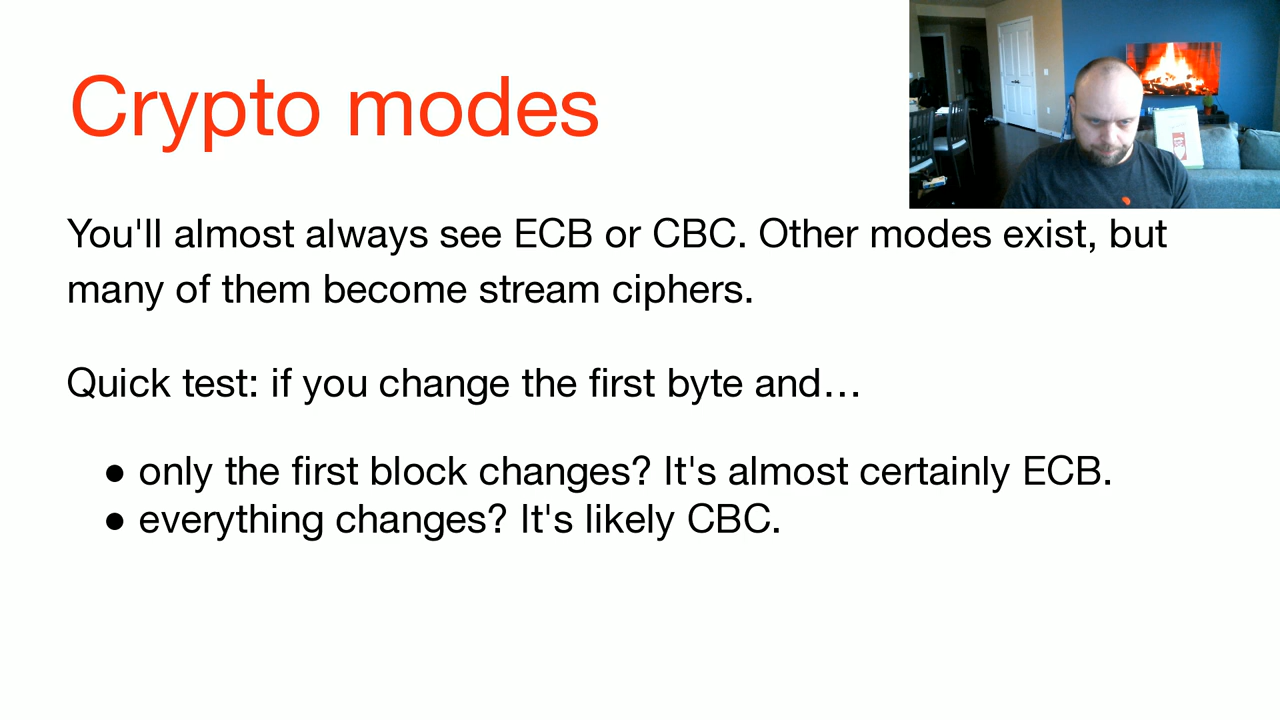 Crypto modes
You'll almost always see ECB or CBC. Other modes exist, but
many of them become stream ciphers.
Quick test: if you change the first byte and…
● only the first block changes? It's almost certainly ECB.
● everything changes? It's likely CBC.